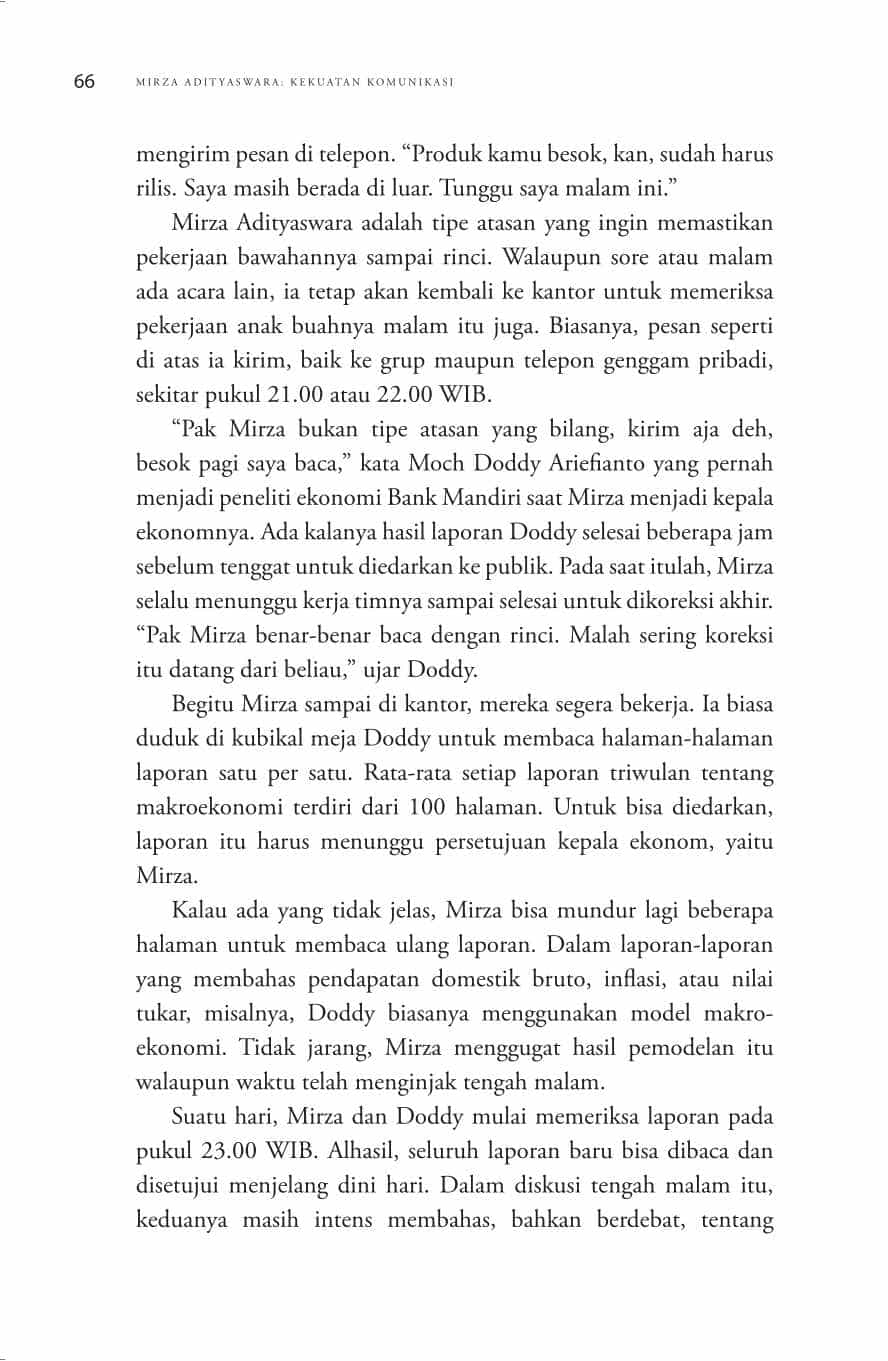 66 MIRZA ADITYASWARA: KEKUATAN KOMUNIKASI
mengirim pesan di telepon. “Produk kamu besok, kan, sudah harus
rilis. Saya masih berada di luar. Tunggu saya malam ini.”
Mirza Adityaswara adalah tipe atasan yang ingin memastikan
pekerjaan bawahannya sampai rinci. Walaupun sore atau malam
ada acara lain, ia tetap akan kembali ke kantor untuk memeriksa
pekerjaan anak buahnya malam itu juga. Biasanya, pesan seperti
di atas ia kirim, baik ke grup maupun telepon genggam pribadi,
sekitar pukul 21.00 atau 22.00 WIB.
“Pak Mirza bukan tipe atasan yang bilang, kirim aja deh,
besok pagi saya baca,” kata Moch Doddy Ariefianto yang pernah
menjadi peneliti ekonomi Bank Mandiri saat Mirza menjadi kepala
ekonomnya. Ada kalanya hasil laporan Doddy selesai beberapa jam
sebelum tenggat untuk diedarkan ke publik. Pada saat itulah, Mirza
selalu menunggu kerja timnya sampai selesai untuk dikoreksi akhir.
“Pak Mirza benar-benar baca dengan rinci. Malah sering koreksi
itu datang dari beliau,” ujar Doddy.
Begitu Mirza sampai di kantor, mereka segera bekerja. Ia biasa
duduk di kubikal meja Doddy untuk membaca halaman-halaman
laporan satu per satu. Rata-rata setiap laporan triwulan tentang
makroekonomi terdiri dari 100 halaman. Untuk bisa diedarkan,
laporan itu harus menunggu persetujuan kepala ekonom, yaitu
Mirza.
Kalau ada yang tidak jelas, Mirza bisa mundur lagi beberapa
halaman untuk membaca ulang laporan. Dalam laporan-laporan
yang membahas pendapatan domestik bruto, inflasi, atau nilai
tukar, misalnya, Doddy biasanya menggunakan model makro-
ekonomi. Tidak jarang, Mirza menggugat hasil pemodelan itu
walaupun waktu telah menginjak tengah malam.
Suatu hari, Mirza dan Doddy mulai memeriksa laporan pada
pukul 23.00 WIB. Alhasil, seluruh laporan baru bisa dibaca dan
disetujui menjelang dini hari. Dalam diskusi tengah malam itu,
keduanya masih intens membahas, bahkan berdebat, tentang